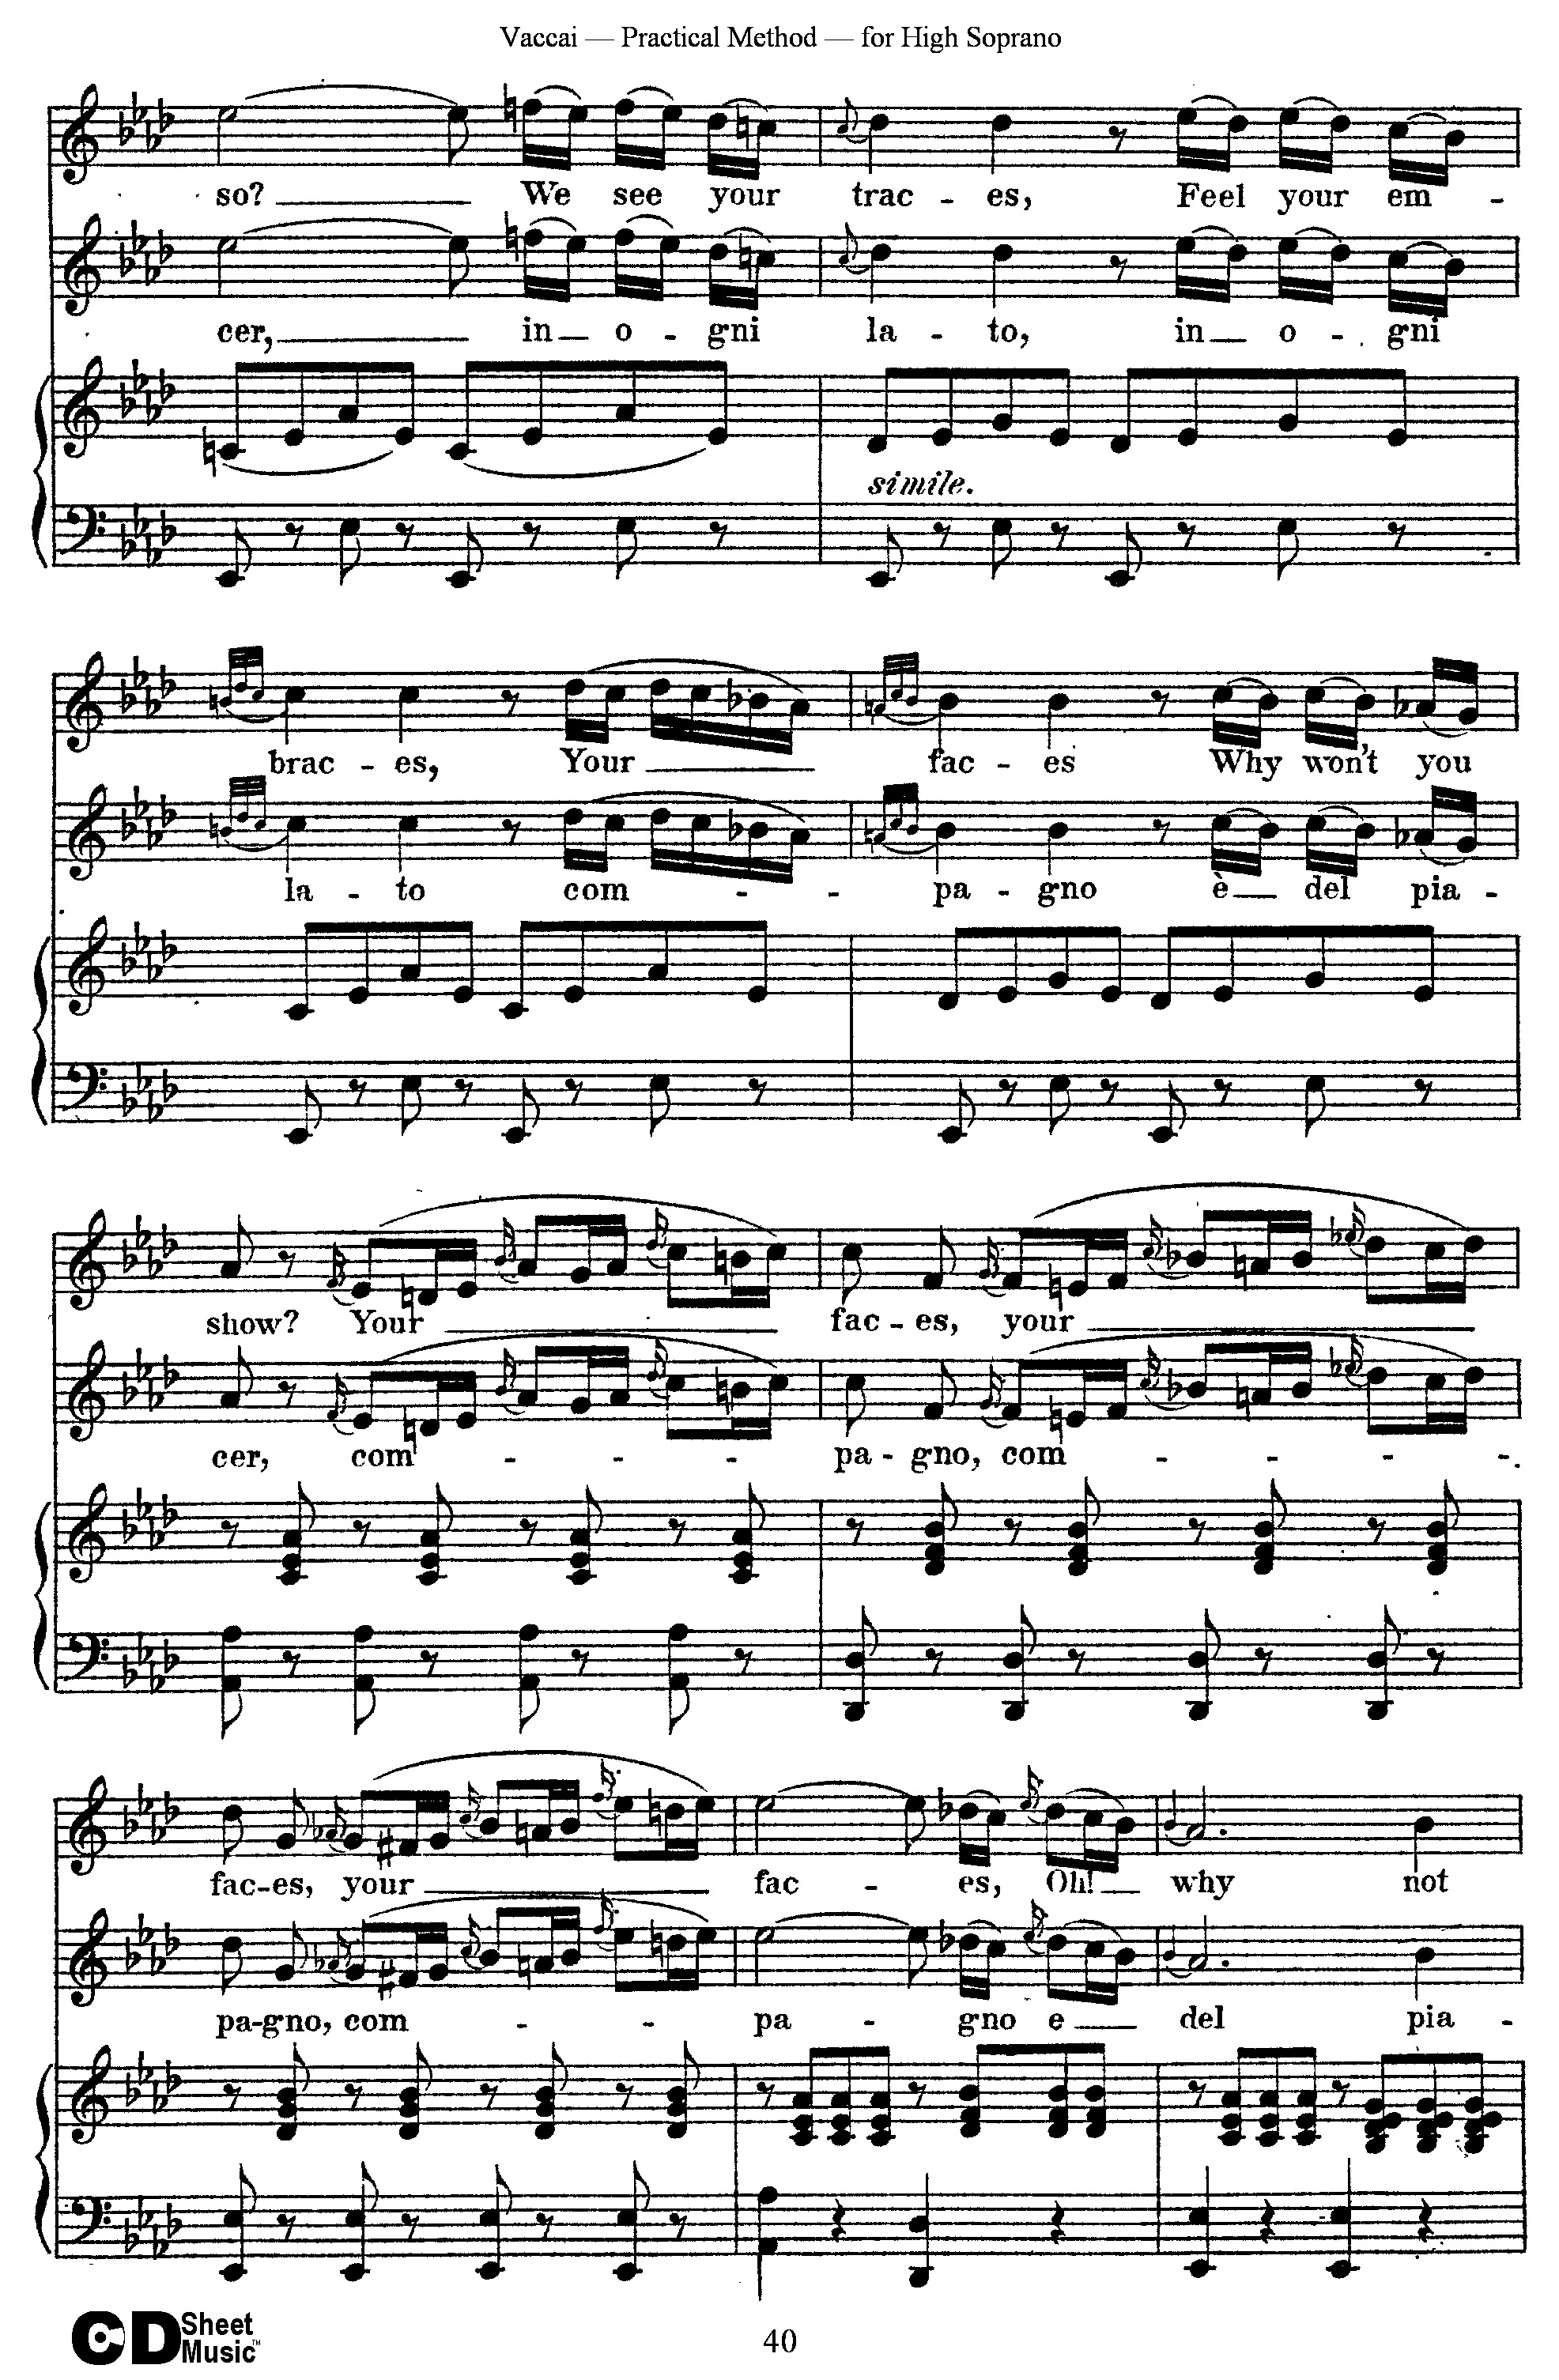 Vaccai — Practical Method — for High Soprano
so? We see your trac - es, Feel your em -
cer, in o - gni la - to, in o - gni
simile.
brac - es, Your fac - es Why won't you
la - to com - - - pa - gno è del pia -
show? Your fac - es, your
cer, com - - - pa - gno, com - - - -
fac - es, your fac - es, Oh! why not
pa - gno, com - - - pa - gno e del pia -
CD Sheet Music™
40